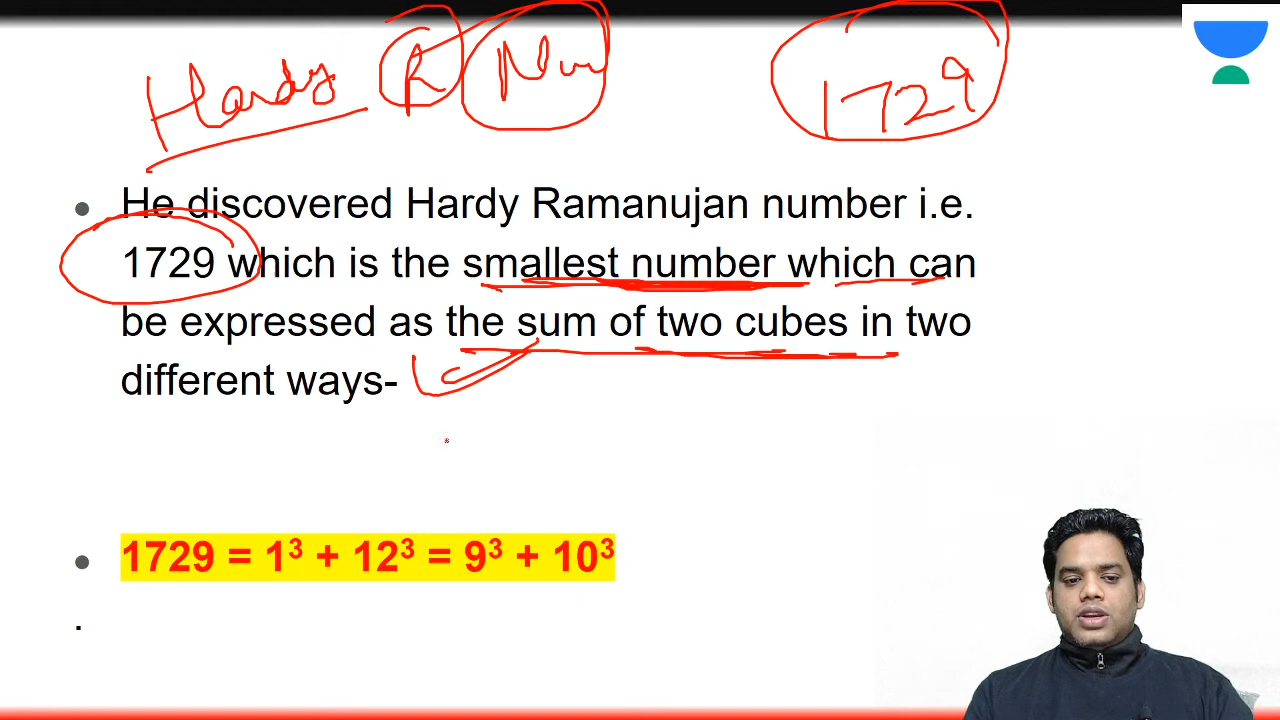 Hardy R Num 1729
• He discovered Hardy Ramanujan number i.e.
1729 which is the smallest number which can
be expressed as the sum of two cubes in two
different ways-
• 1729 = 1³ + 12³ = 9³ + 10³
.